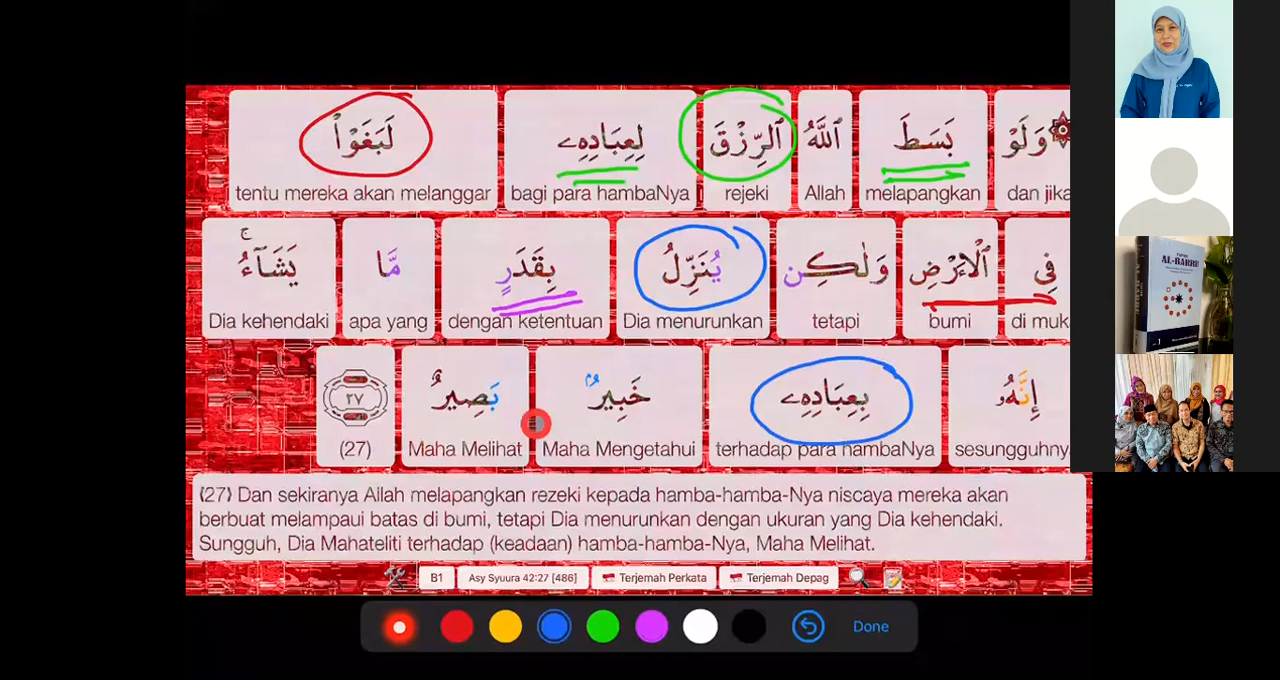 وَلَوْ بَسَطَ ٱللَّهُ ٱلرِّزْقَ لِعِبَادِهِۦ لَبَغَوْا۟
dan jika melapangkan Allah rejeki bagi para hambaNya tentu mereka akan melanggar
فِى ٱلْأَرْضِ وَلَٰكِن يُنَزِّلُ بِقَدَرٍ مَّا يَشَآءُ ۚ
di muk bumi tetapi Dia menurunkan dengan ketentuan apa yang Dia kehendaki
إِنَّهُۥ بِعِبَادِهِۦ خَبِيرٌۢ بَصِيرٌ ٢٧
sesungguhny terhadap para hambaNya Maha Mengetahui Maha Melihat (27)
(27) Dan sekiranya Allah melapangkan rezeki kepada hamba-hamba-Nya niscaya mereka akan
berbuat melampaui batas di bumi, tetapi Dia menurunkan dengan ukuran yang Dia kehendaki.
Sungguh, Dia Mahateliti terhadap (keadaan) hamba-hamba-Nya, Maha Melihat.
B1 Asy Syuura 42:27 [486] Terjemah Perkata Terjemah Depag
Done
AL-BARRU